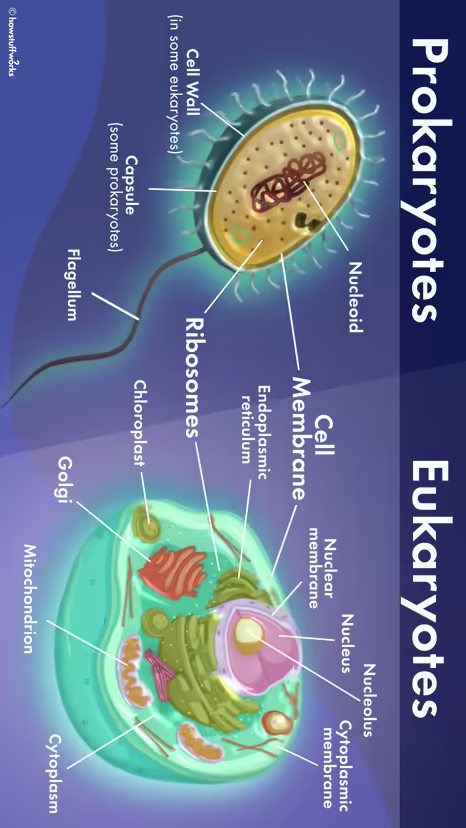 Prokaryotes
Eukaryotes
Nucleoid
Cell
Membrane
Ribosomes
Cell Wall
(in some eukaryotes)
Capsule
(some prokaryotes)
Flagellum
Endoplasmic
reticulum
Chloroplast
Golgi
Mitochondrion
Nuclear
membrane
Nucleus
Nucleolus
Cytoplasmic
membrane
Cytoplasm
© howstuffworks